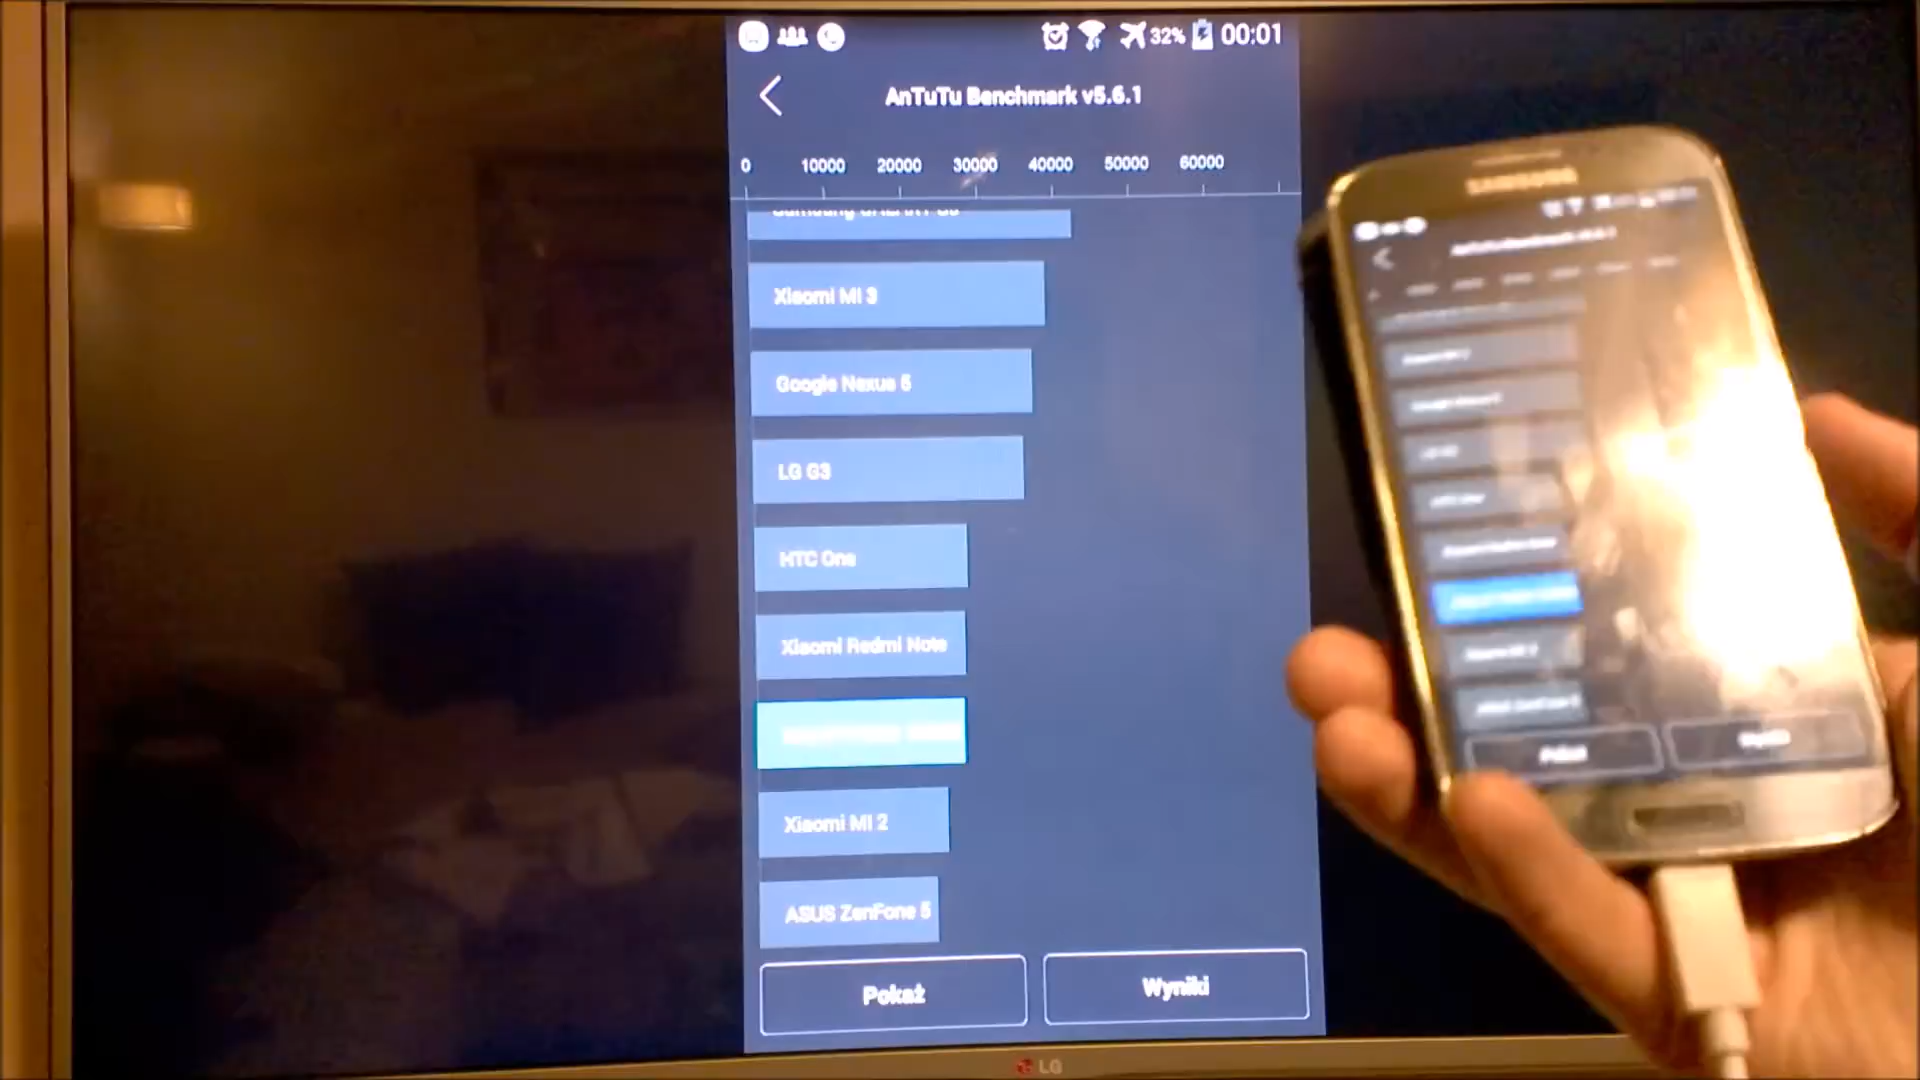 32% 00:01
AnTuTu Benchmark v5.6.1
0 10000 20000 30000 40000 50000 60000
Xiaomi MI 3
Google Nexus 5
LG G3
HTC One
Xiaomi Redmi Note
Xiaomi MI 2
ASUS ZenFone 5
Pokaż Wyniki
LG
SAMSUNG
Pokaż Wyniki